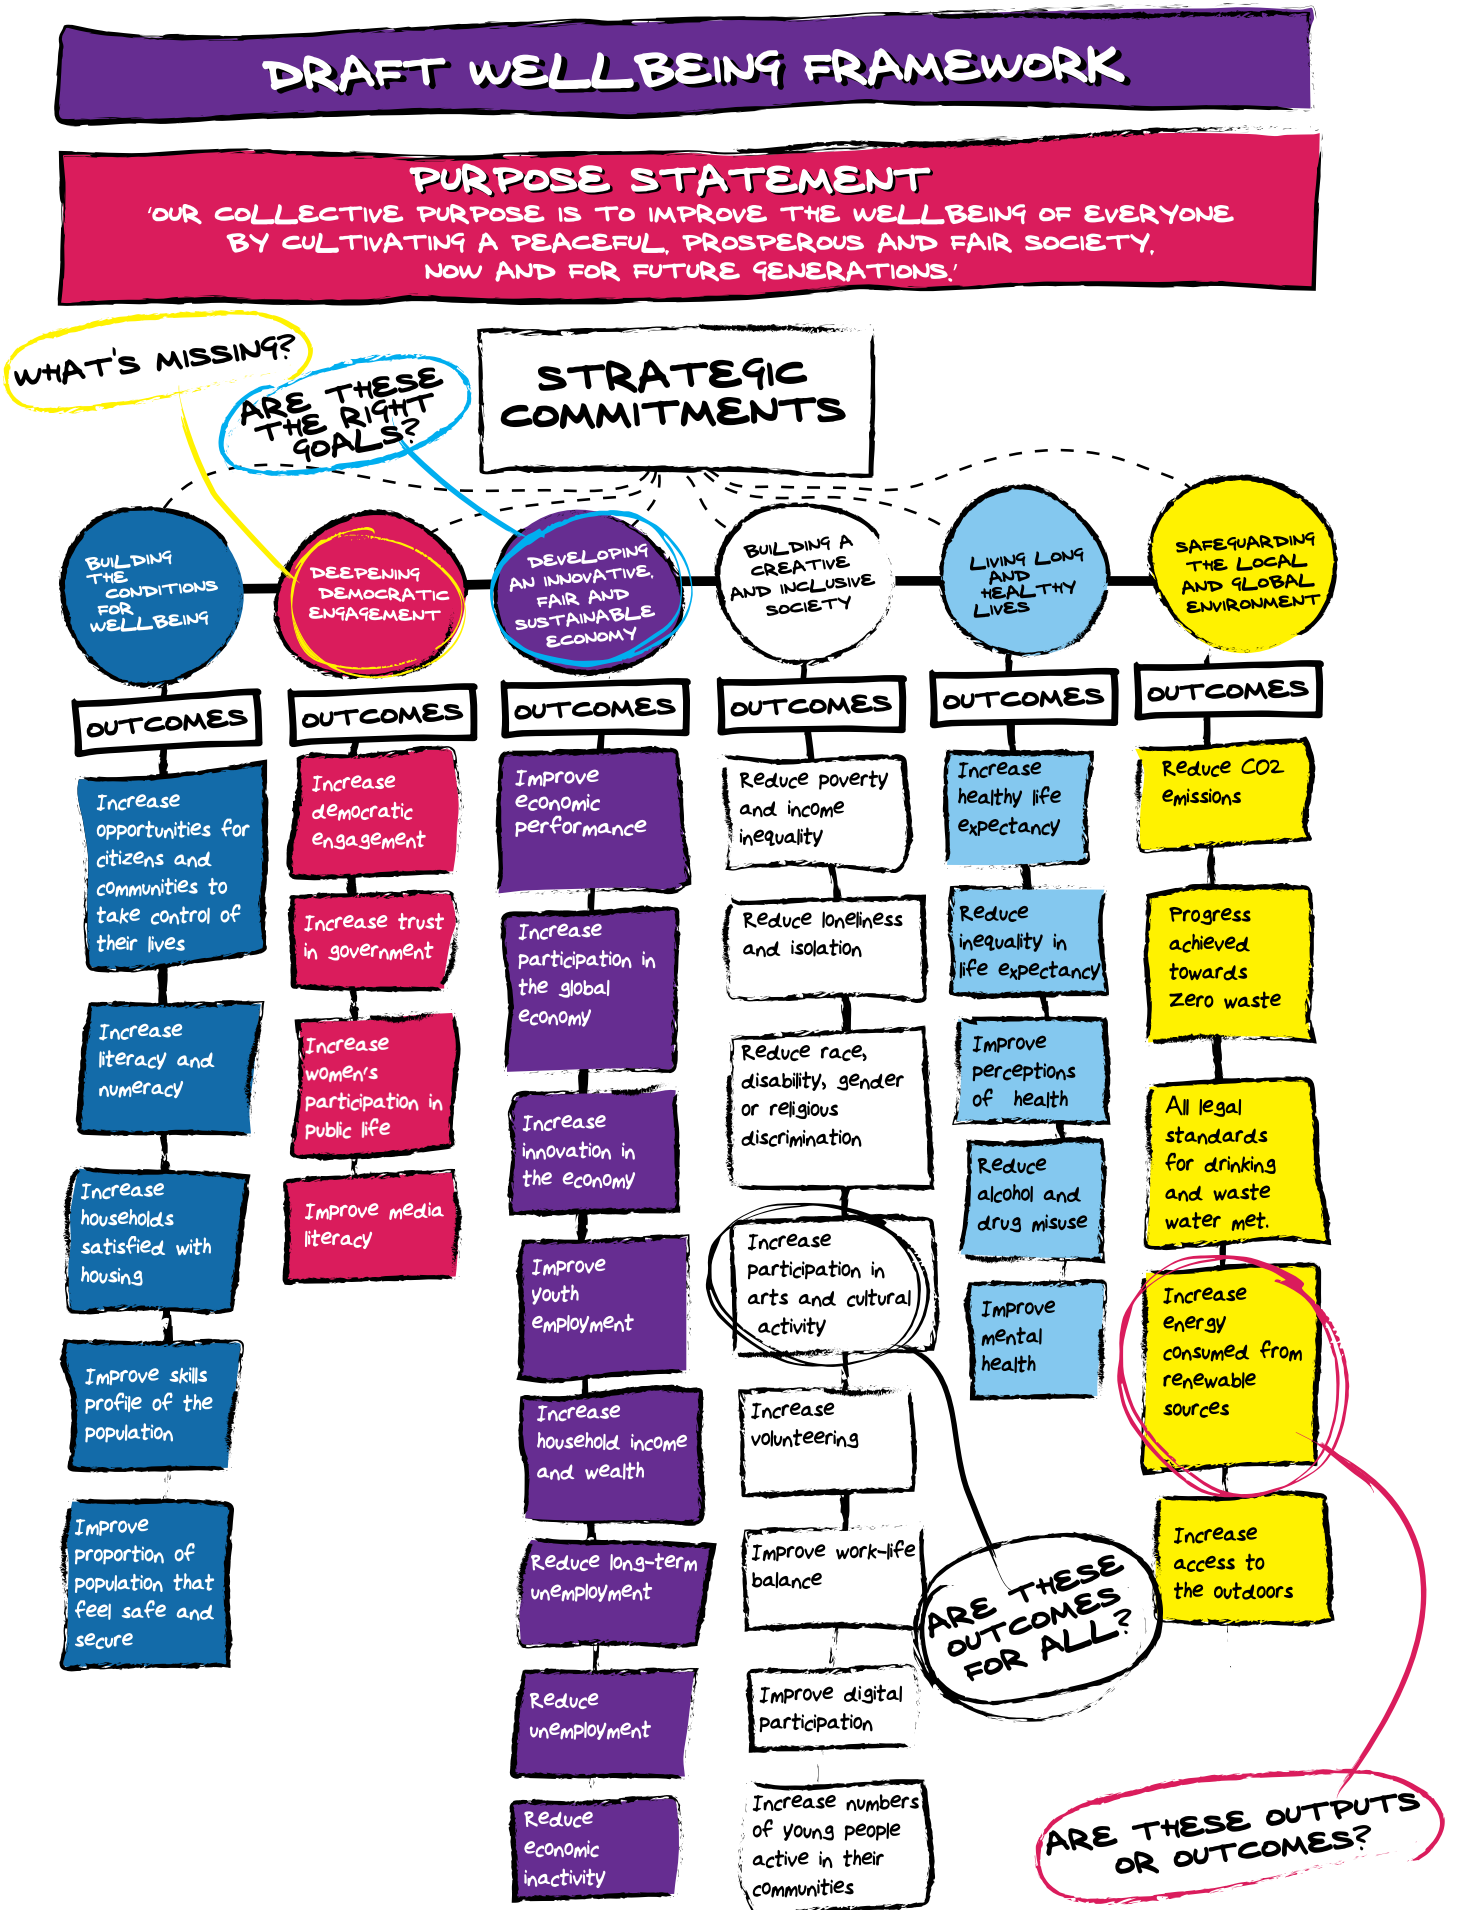 DRAFT WELLBEING FRAMEWORK
PURPOSE STATEMENT
'OUR COLLECTIVE PURPOSE IS TO IMPROVE THE WELLBEING OF EVERYONE
BY CULTIVATING A PEACEFUL, PROSPEROUS AND FAIR SOCIETY,
NOW AND FOR FUTURE GENERATIONS.'
WHAT'S MISSING?
ARE THESE
THE RIGHT
GOALS?
STRATEGIC
COMMITMENTS
BUILDING
THE
CONDITIONS
FOR
WELLBEING
DEEPENING
DEMOCRATIC
ENGAGEMENT
DEVELOPING
AN INNOVATIVE,
FAIR AND
SUSTAINABLE
ECONOMY
BUILDING A
CREATIVE
AND INCLUSIVE
SOCIETY
LIVING LONG
AND
HEALTHY
LIVES
SAFEGUARDING
THE LOCAL
AND GLOBAL
ENVIRONMENT
OUTCOMES
Increase
opportunities for
citizens and
communities to
take control of
their lives
Increase
literacy and
numeracy
Increase
households
satisfied with
housing
Improve skills
profile of the
population
Improve
proportion of
population that
feel safe and
secure
OUTCOMES
Increase
democratic
engagement
Increase trust
in government
Increase
women's
participation in
public life
Improve media
literacy
OUTCOMES
Improve
economic
performance
Increase
participation in
the global
economy
Increase
innovation in
the economy
Improve
youth
employment
Increase
household income
and wealth
Reduce long-term
unemployment
Reduce
unemployment
Reduce
economic
inactivity
OUTCOMES
Reduce poverty
and income
inequality
Reduce loneliness
and isolation
Reduce race,
disability, gender
or religious
discrimination
Increase
participation in
arts and cultural
activity
Increase
volunteering
Improve work-life
balance
Improve digital
participation
Increase numbers
of young people
active in their
communities
OUTCOMES
Increase
healthy life
expectancy
Reduce
inequality in
life expectancy
Improve
perceptions
of health
Reduce
alcohol and
drug misuse
Improve
mental
health
OUTCOMES
Reduce CO2
emissions
Progress
achieved
towards
Zero waste
All legal
standards
for drinking
and waste
water met.
Increase
energy
consumed from
renewable
sources
Increase
access to
the outdoors
ARE THESE
OUTCOMES
FOR ALL?
ARE THESE OUTPUTS
OR OUTCOMES?